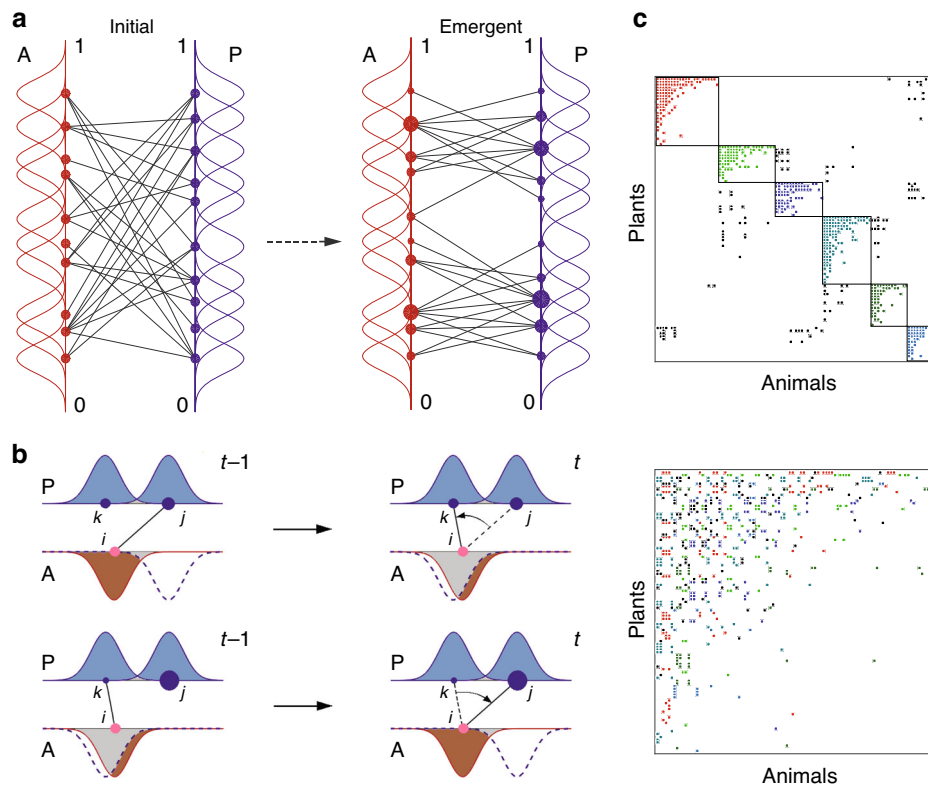 a
Initial
Emergent
A
1
1
P
A
1
1
P
0
0
0
0
b
P
t–1
k
j
i
A
P
t
k
j
i
A
P
t–1
k
j
i
A
P
t
k
j
i
A
c
Plants
Animals
Plants
Animals